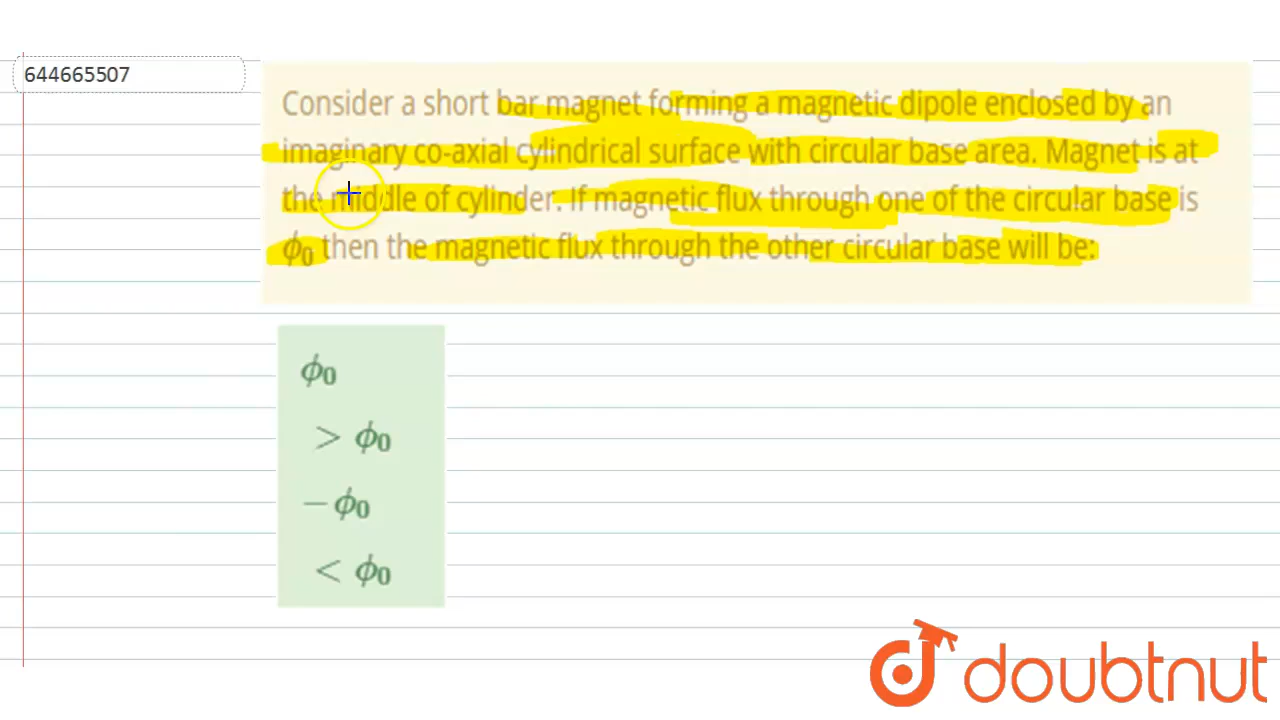 644665507
Consider a short bar magnet forming a magnetic dipole enclosed by an
imaginary co-axial cylindrical surface with circular base area. Magnet is at
the middle of cylinder. If magnetic flux through one of the circular base is
ϕ₀ then the magnetic flux through the other circular base will be:
ϕ₀
> ϕ₀
− ϕ₀
< ϕ₀
doubtnut